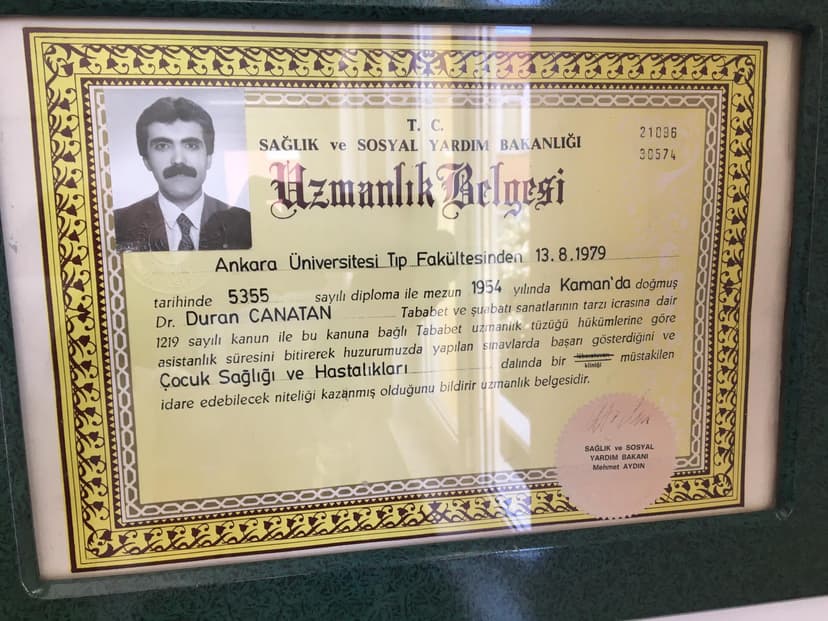 T. C.
SAĞLIK ve SOSYAL YARDIM BAKANLIĞI
21036
30574
Uzmanlık Belgesi
Ankara Üniversitesi Tıp Fakültesinden 13.8.1979
tarihinde 5355 sayılı diploma ile mezun 1954 yılında Kaman'da doğmuş
Dr. Duran CANATAN Tababet ve şuabatı sanatlarının tarzı icrasına dair
1219 sayılı kanun ile bu kanuna bağlı Tababet uzmanlık tüzüğü hükümlerine göre
asistanlık süresini bitirerek huzurumuzda yapılan sınavlarda başarı gösterdiğini ve
Çocuk Sağlığı ve Hastalıkları dalında bir kliniği müstakilen
idare edebilecek niteliği kazanmış olduğunu bildirir uzmanlık belgesidir.
SAĞLIK ve SOSYAL
YARDIM BAKANI
Mehmet AYDIN